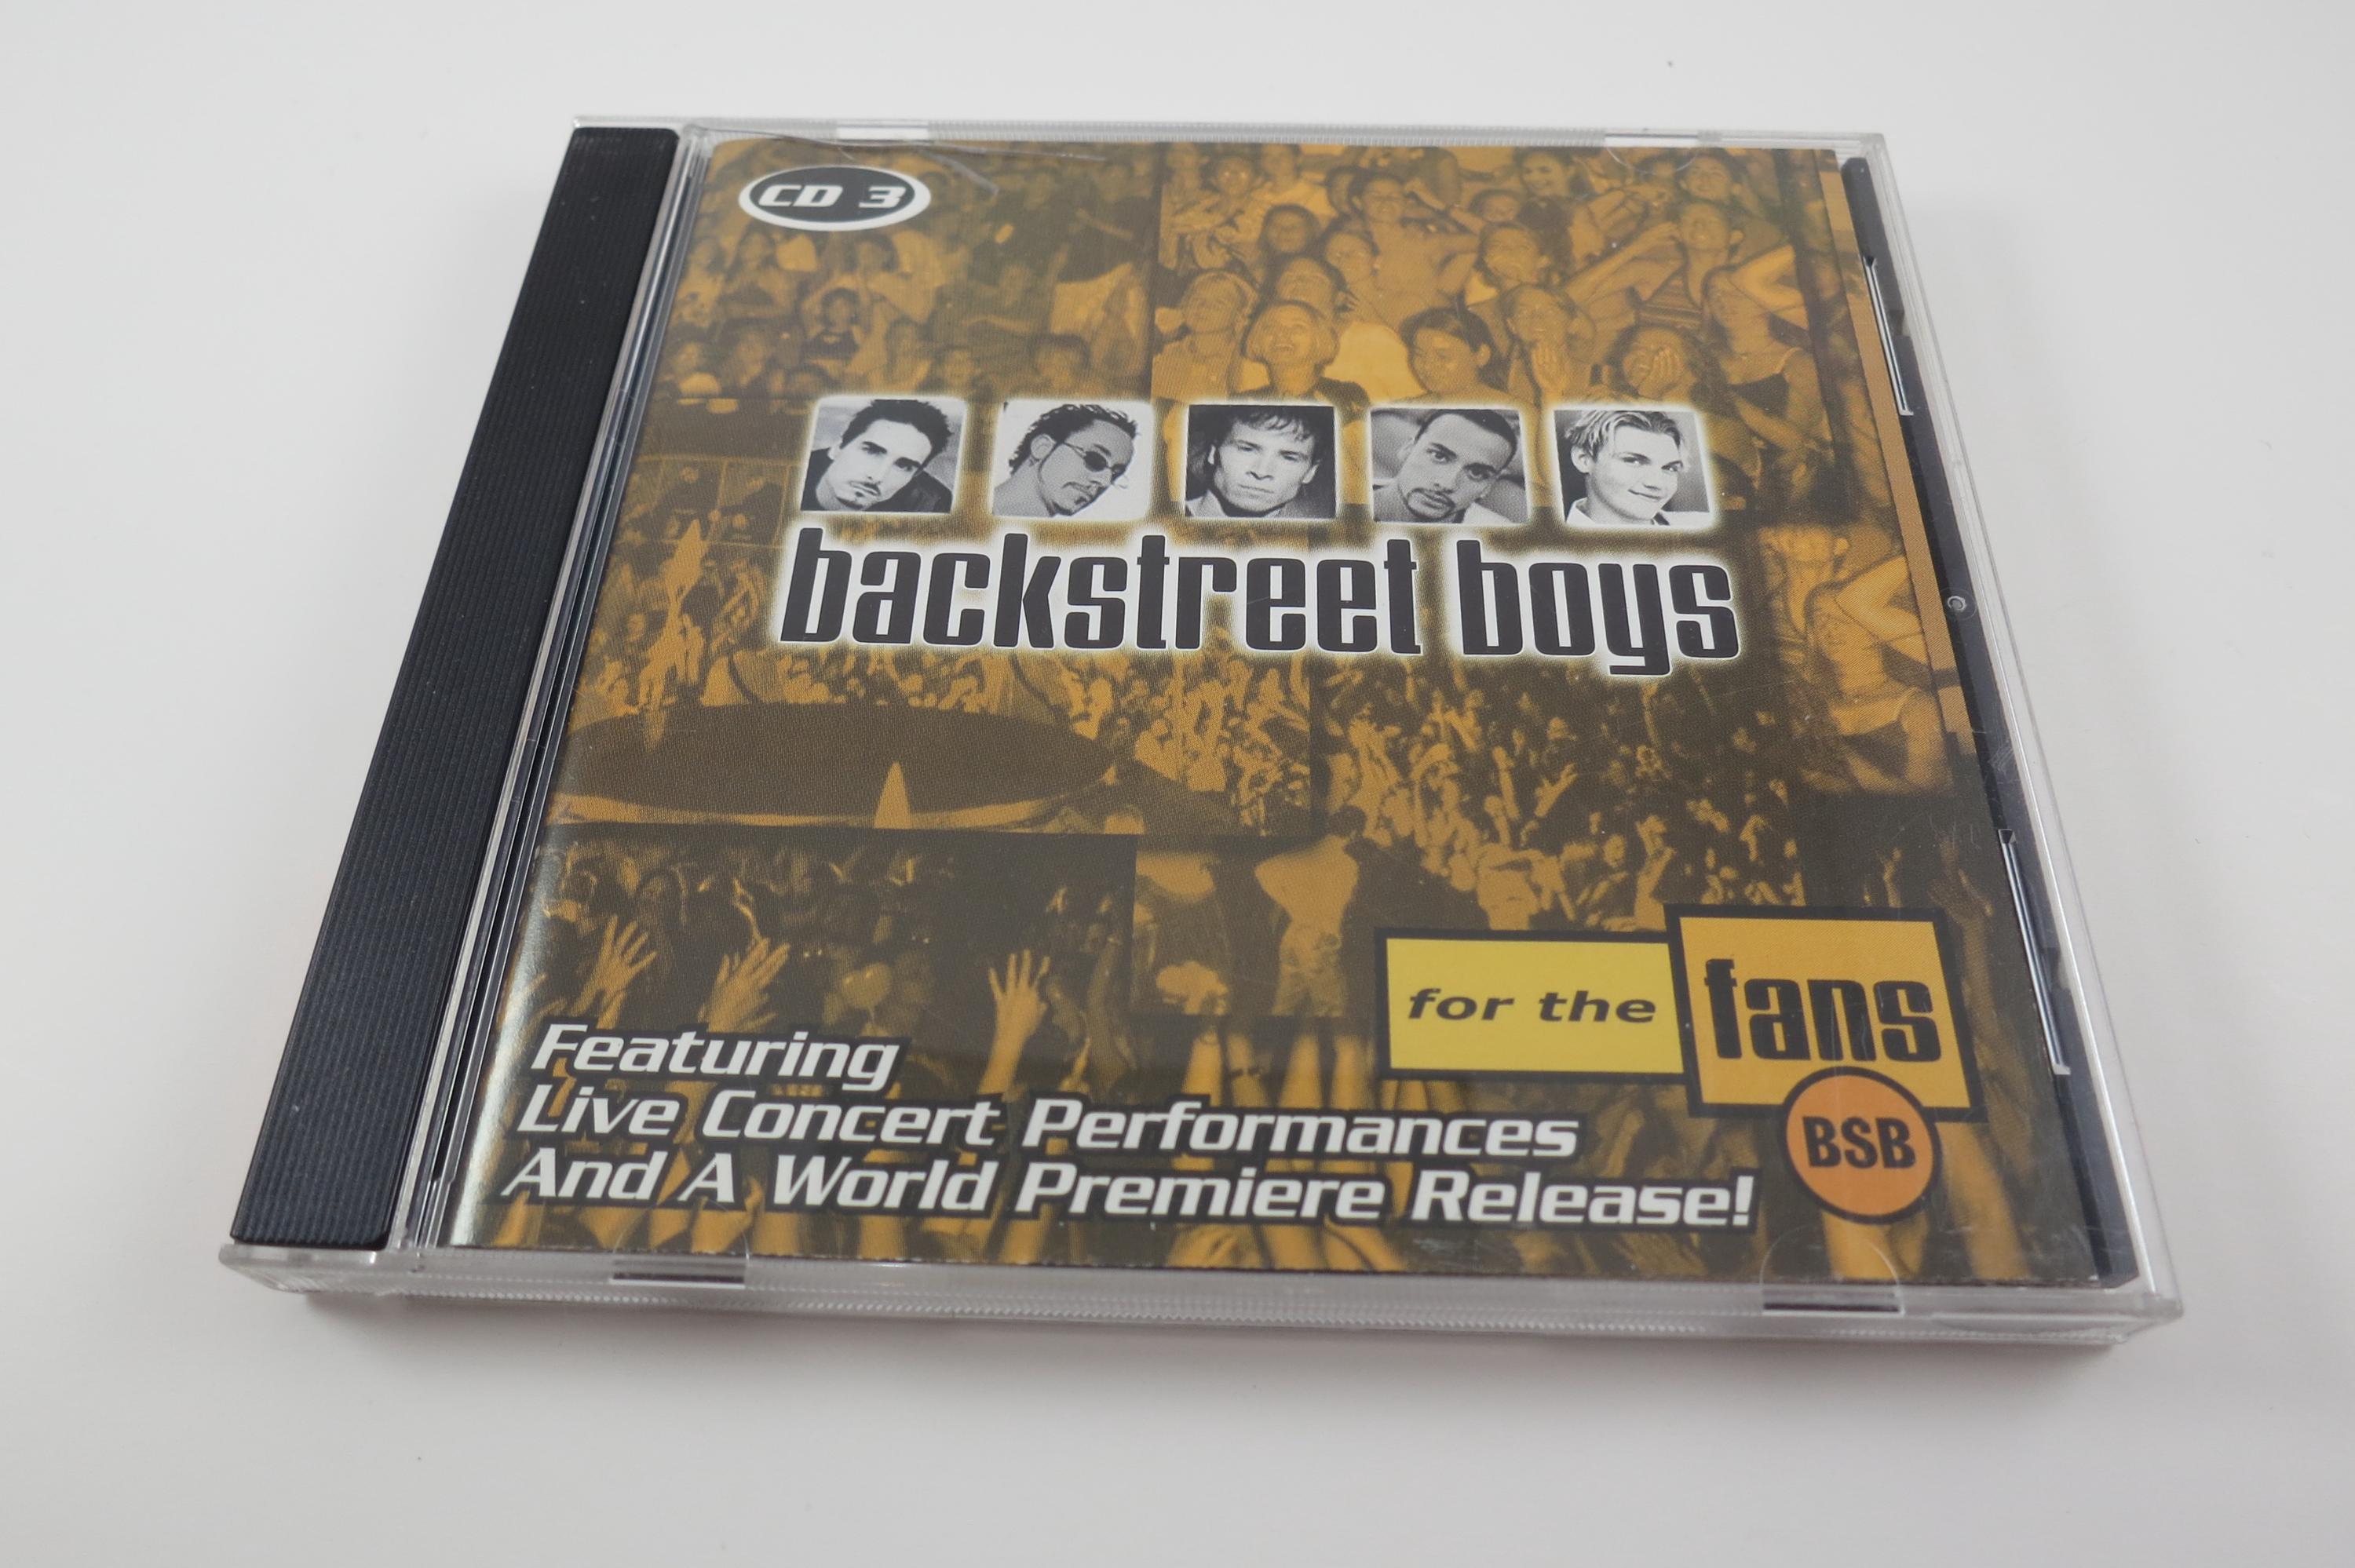 CD 3
backstreet boys
for the
fans
BSB
Featuring
Live Concert Performances
And A World Premiere Release!